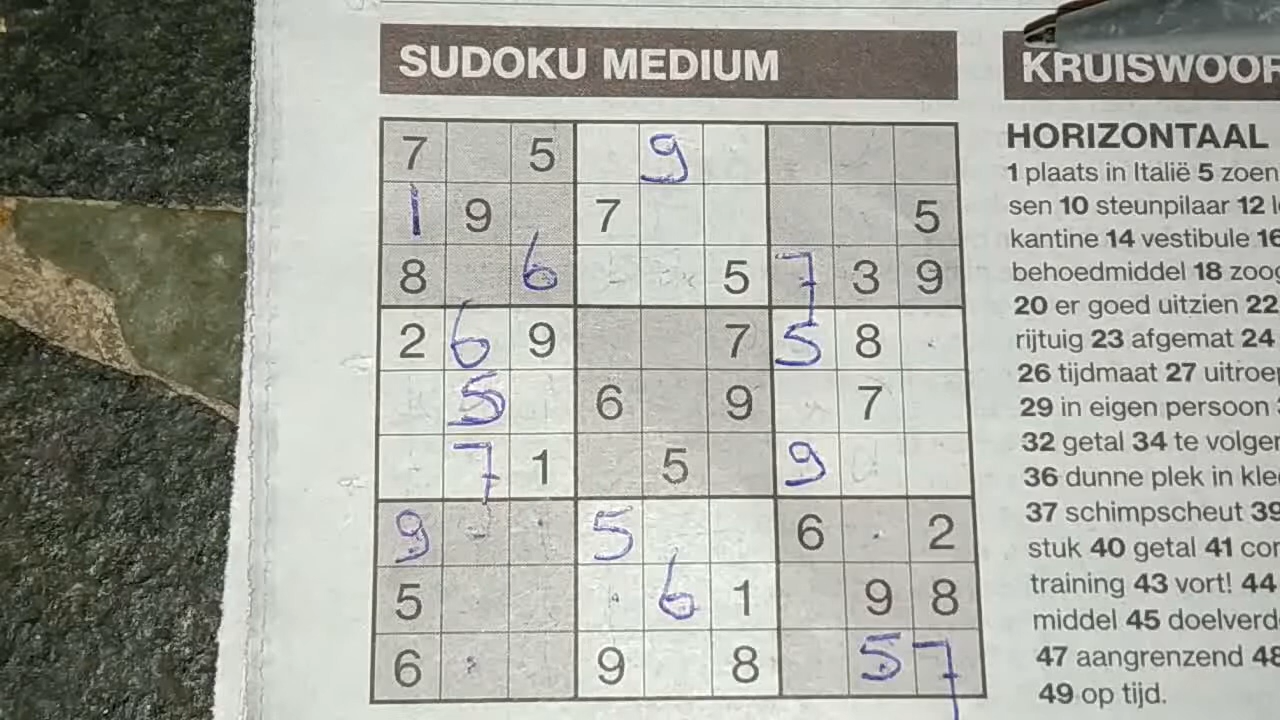 SUDOKU MEDIUM
7 5 9
1 9 7 5
8 6 5 7 3 9
2 6 9 7 5 8
5 6 9 7
7 1 5 9
9 5 6 2
5 6 1 9 8
6 9 8 5 7
KRUISWOOR
HORIZONTAAL
1 plaats in Italië 5 zoen
sen 10 steunpilaar 12
kantine 14 vestibule 16
behoedmiddel 18 zoog
20 er goed uitzien 22
rijtuig 23 afgemat 24
26 tijdmaat 27 uitroe
29 in eigen persoon
32 getal 34 te volge
36 dunne plek in kle
37 schimpscheut 39
stuk 40 getal 41 co
training 43 vort! 44
middel 45 doelverd
47 aangrenzend 48
49 op tijd.